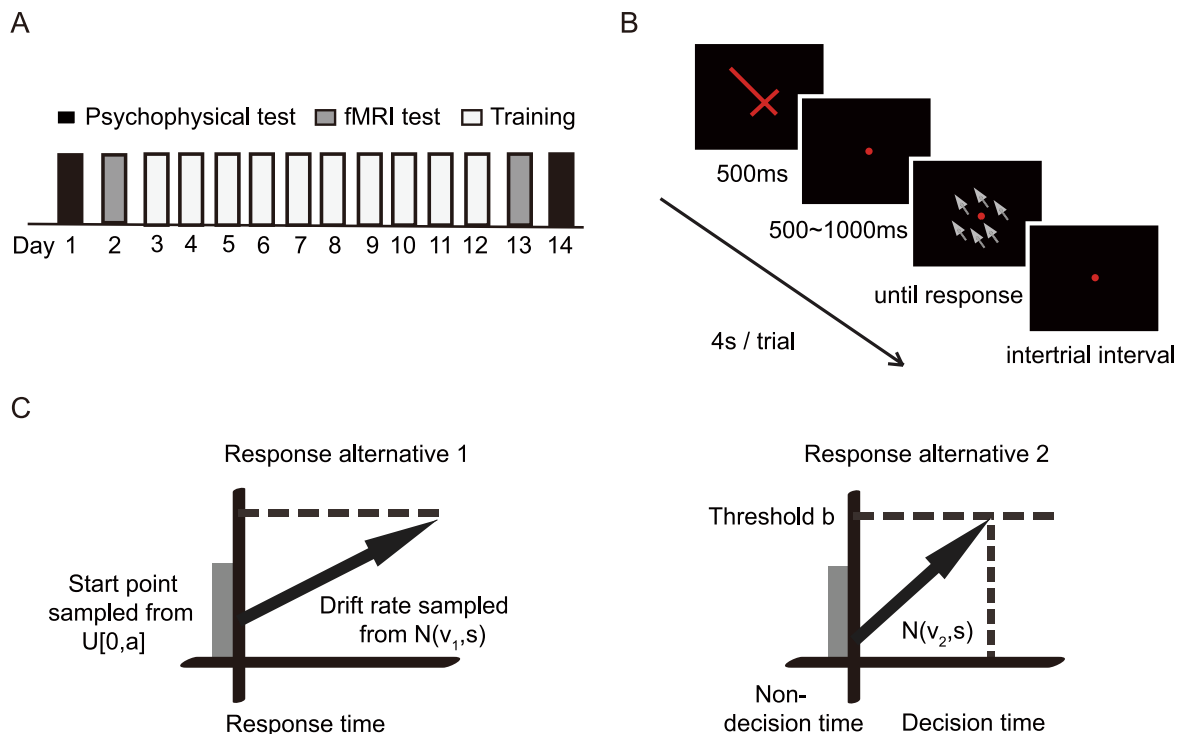 A
Psychophysical test fMRI test Training
Day 1 2 3 4 5 6 7 8 9 10 11 12 13 14
B
500ms
500~1000ms
until response
intertrial interval
4s / trial
C
Response alternative 1
Start point
sampled from
U[0,a]
Drift rate sampled
from N(v₁,s)
Response time
Response alternative 2
Threshold b
N(v₂,s)
Non-
decision time
Decision time